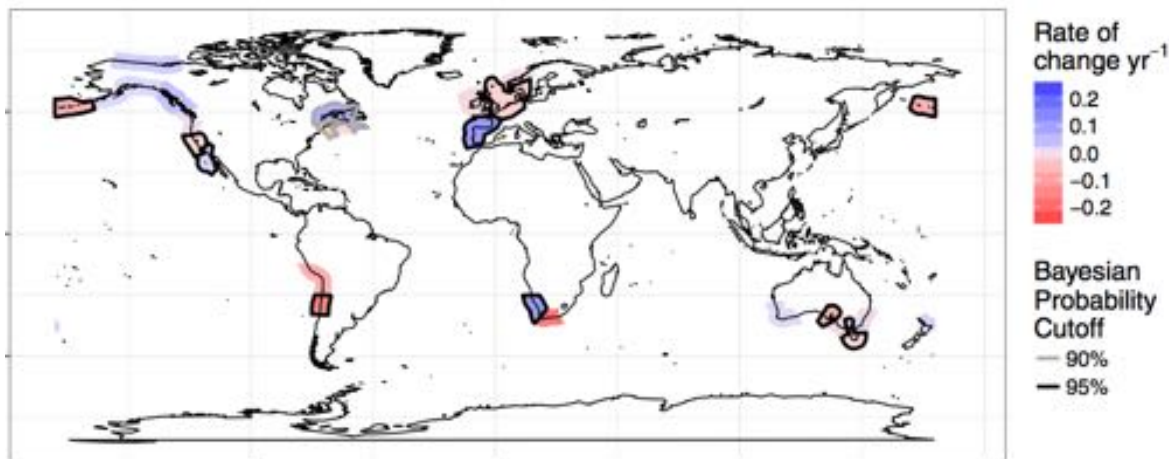 Rate of
change yr⁻¹
0.2
0.1
0.0
−0.1
−0.2
Bayesian
Probability
Cutoff
90%
95%